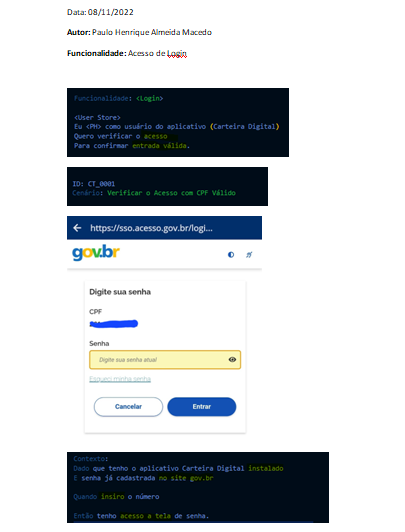 Data: 08/11/2022
Autor: Paulo Henrique Almeida Macedo
Funcionalidade: Acesso de Login
Funcionalidade: <Login>
<User Store>
Eu <PH> como usuário do aplicativo (Carteira Digital)
Quero verificar o acesso
Para confirmar entrada válida.
ID: CT_0001
Cenário: Verificar o Acesso com CPF Válido
https://sso.acesso.gov.br/logi...
gov.br
Digite sua senha
CPF
Senha
Digite sua senha atual
Esqueci minha senha
Cancelar
Entrar
Contexto:
Dado que tenho o aplicativo Carteira Digital instalado
E senha já cadastrada no site gov.br
Quando insiro o número
Então tenho acesso a tela de senha.